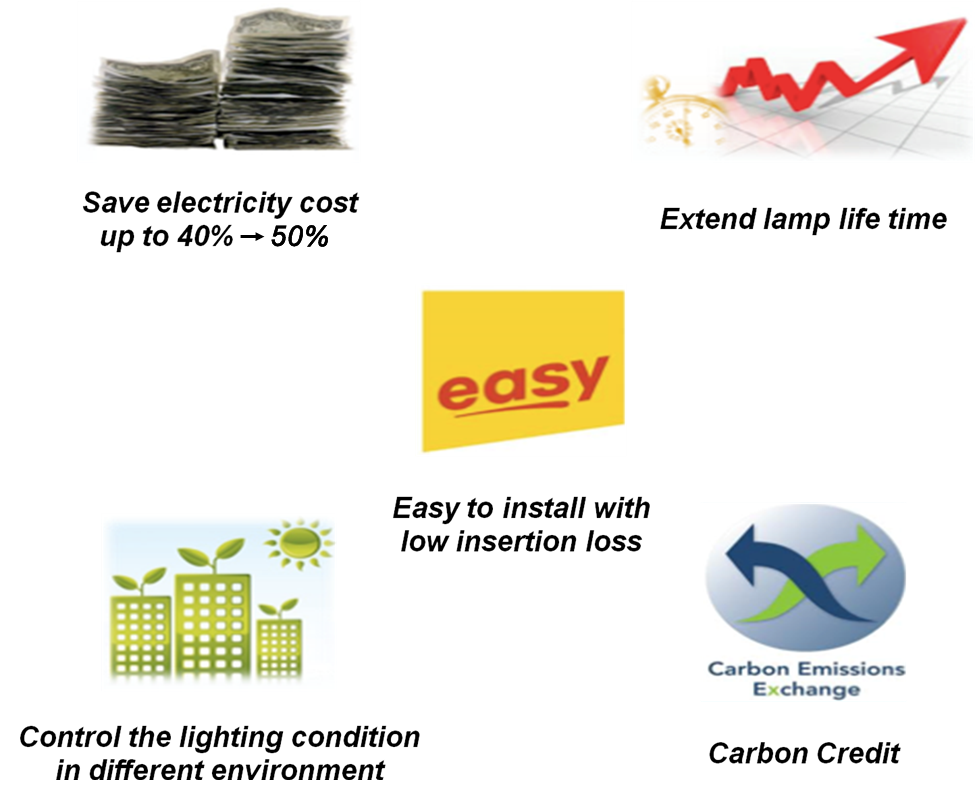 Save electricity cost
up to 40% → 50%
Extend lamp life time
easy
Easy to install with
low insertion loss
Carbon Emissions
Exchange
Control the lighting condition
in different environment
Carbon Credit